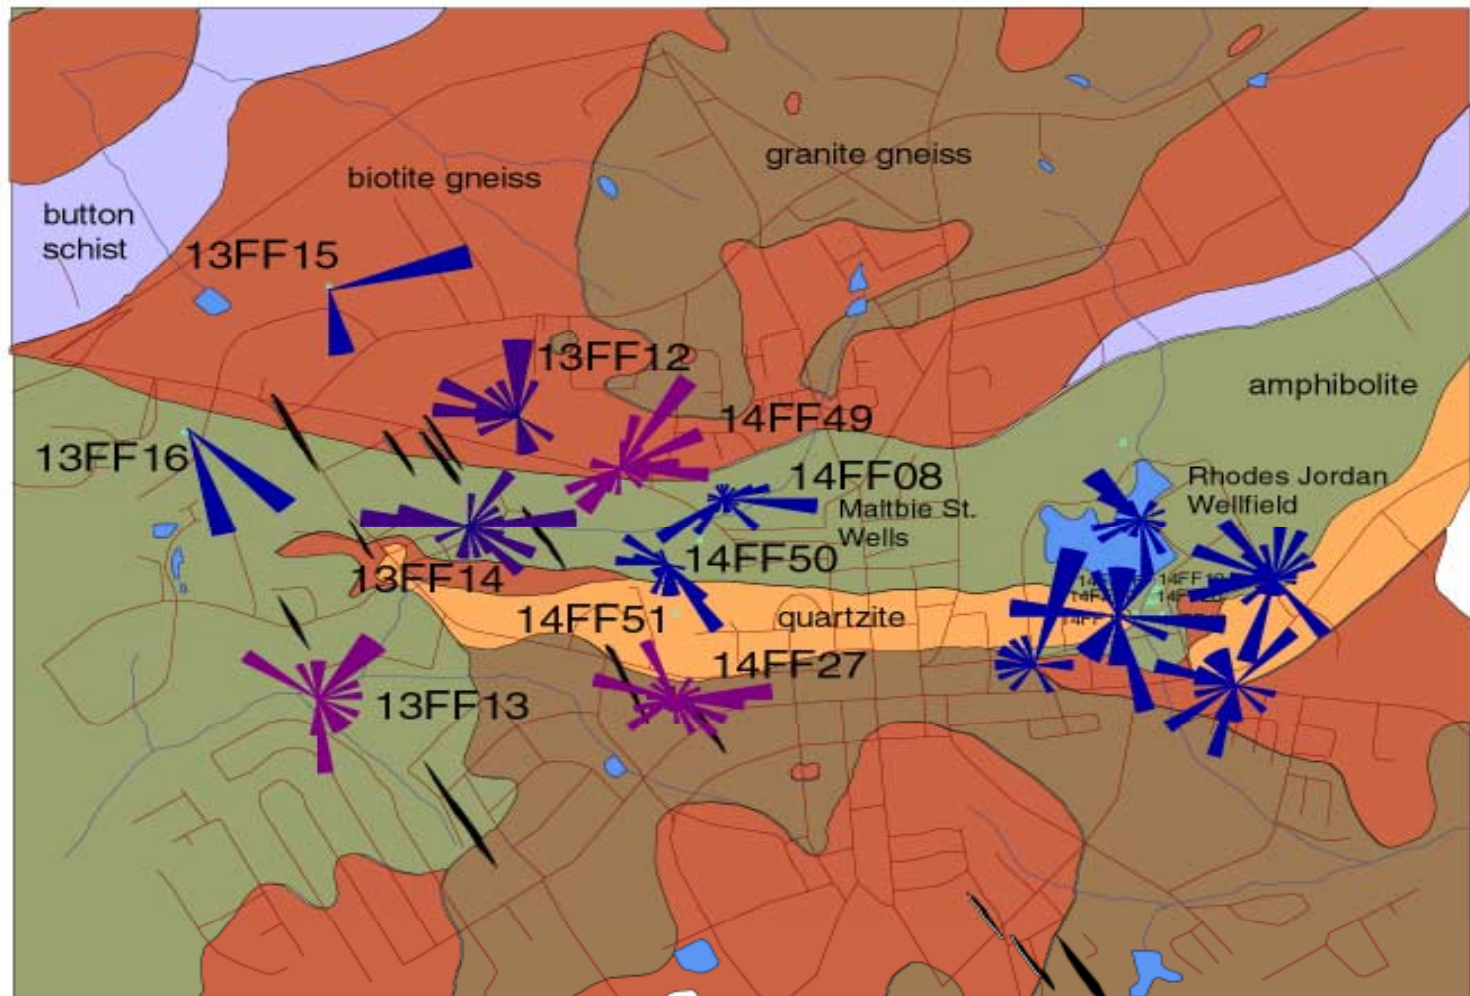 granite gneiss
biotite gneiss
button
schist
13FF15
13FF12
amphibolite
14FF49
13FF16
14FF08
Rhodes Jordan
Wellfield
Maltbie St.
Wells
14FF50
13FF14
14FF51
quartzite
14FF27
13FF13